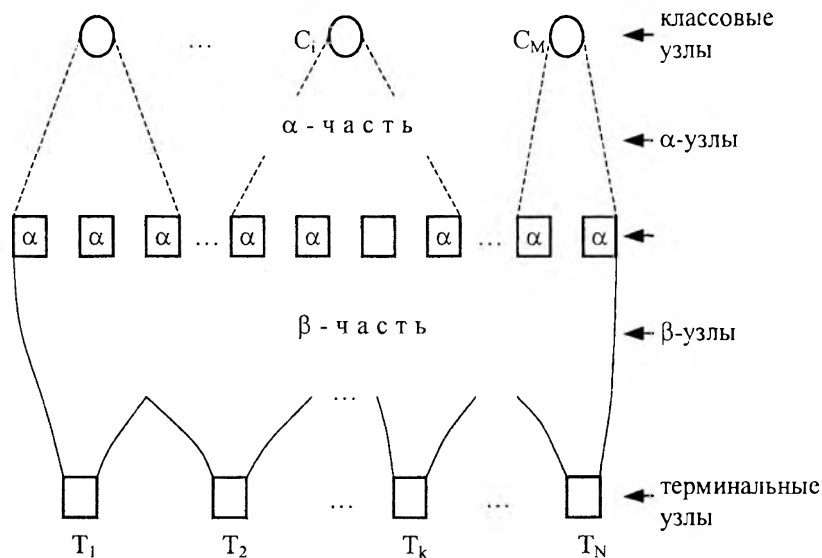 ... C_i C_M классовые
узлы
α - ч а с т ь α-узлы
α α α ... α α α ... α α
β - ч а с т ь β-узлы
...
... ... терминальные
узлы
T_1 T_2 T_k T_N